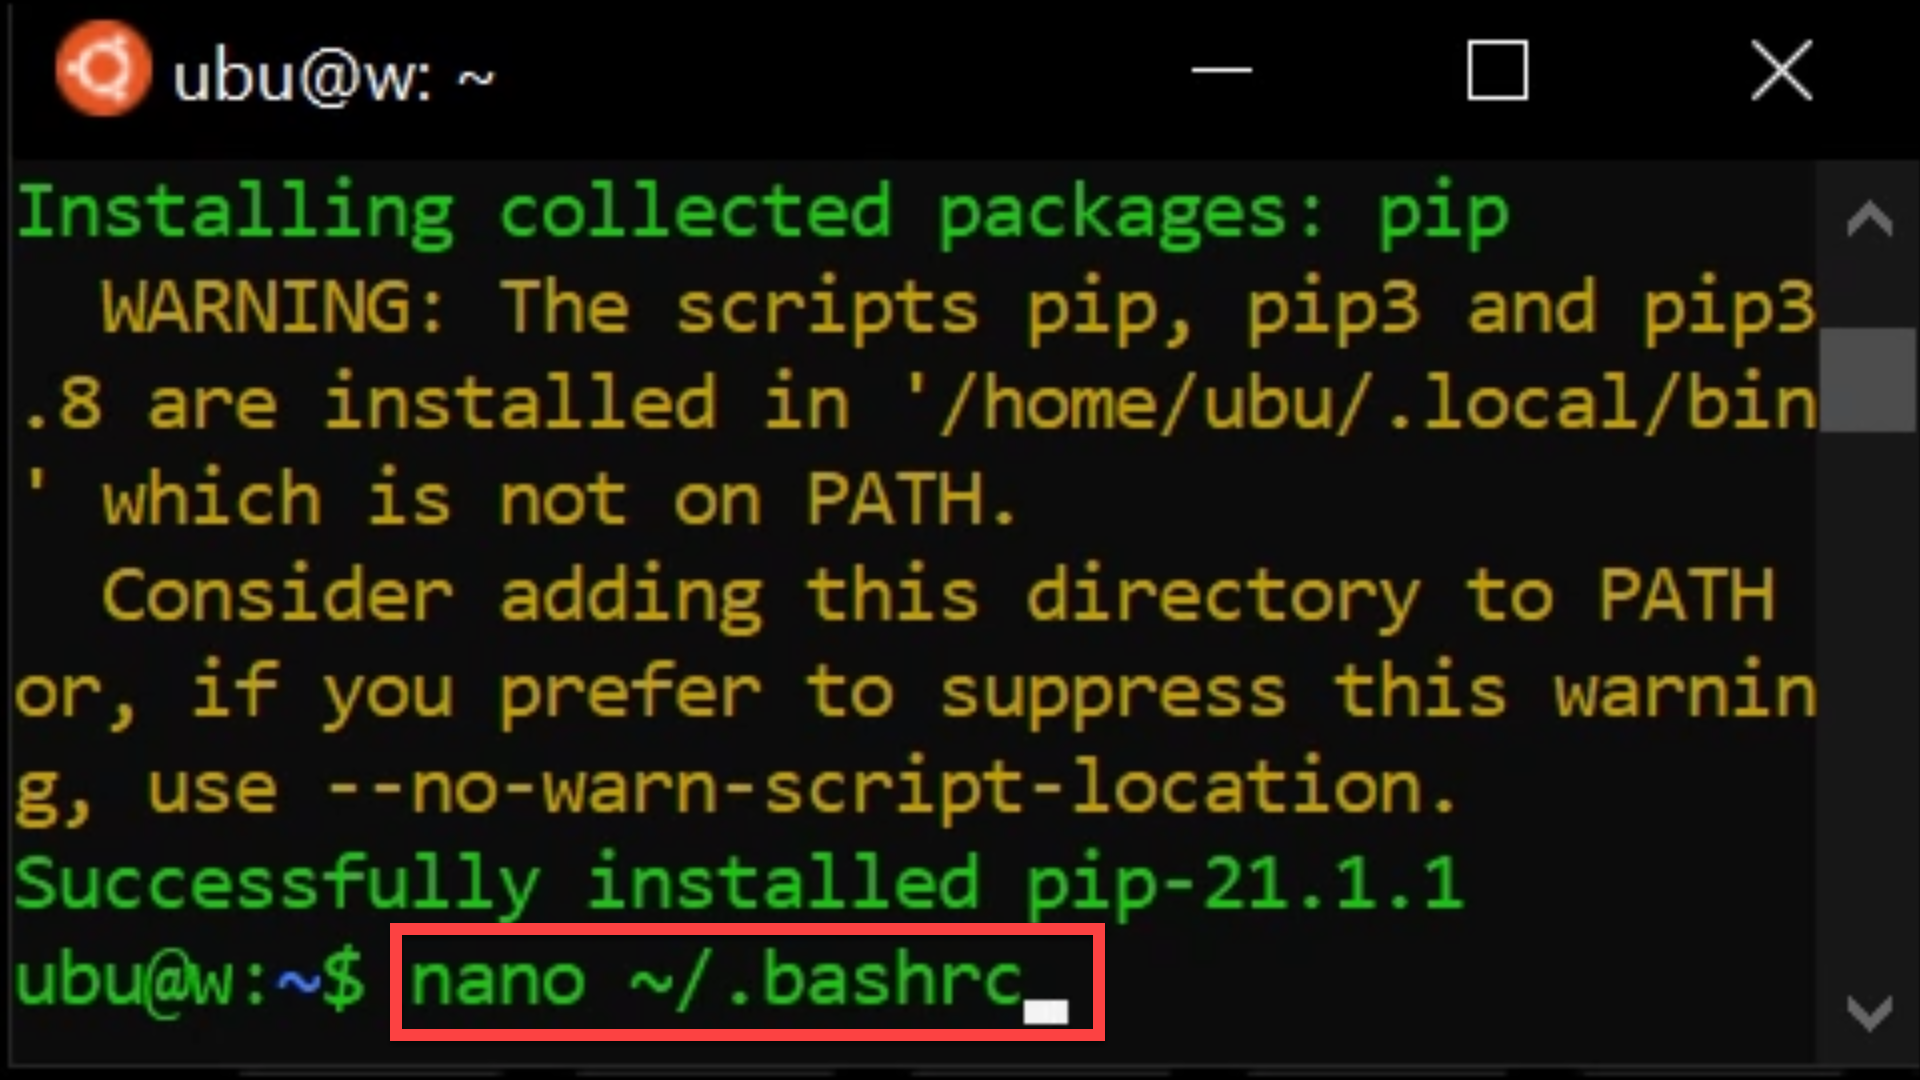 ubu@w: ~
Installing collected packages: pip
  WARNING: The scripts pip, pip3 and pip3
.8 are installed in '/home/ubu/.local/bin
' which is not on PATH.
  Consider adding this directory to PATH
or, if you prefer to suppress this warnin
g, use --no-warn-script-location.
Successfully installed pip-21.1.1
ubu@w:~$ nano ~/.bashrc